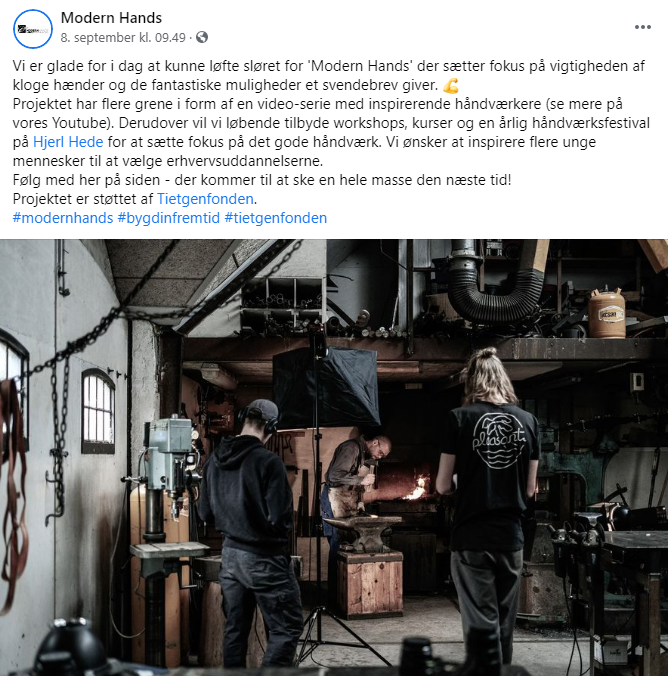 Modern Hands
8. september kl. 09.49 ·
Vi er glade for i dag at kunne løfte sløret for 'Modern Hands' der sætter fokus på vigtigheden af
kloge hænder og de fantastiske muligheder et svendebrev giver. 💪
Projektet har flere grene i form af en video-serie med inspirerende håndværkere (se mere på
vores Youtube). Derudover vil vi løbende tilbyde workshops, kurser og en årlig håndværksfestival
på Hjerl Hede for at sætte fokus på det gode håndværk. Vi ønsker at inspirere flere unge
mennesker til at vælge erhvervsuddannelserne.
Følg med her på siden - der kommer til at ske en hele masse den næste tid!
Projektet er støttet af Tietgenfonden.
#modernhands #bygdinfremtid #tietgenfonden
pleasant